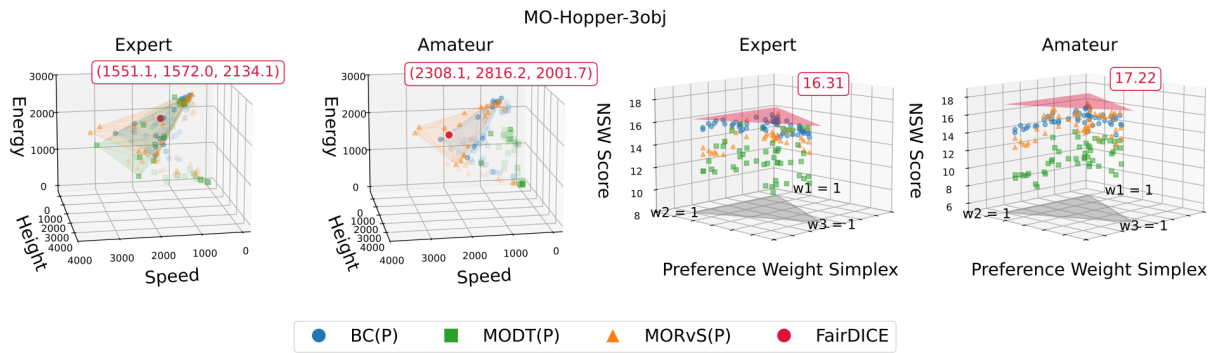 MO-Hopper-3obj
Expert
(1551.1, 1572.0, 2134.1)
3000
2000
1000
0
Energy
0
1000
2000
3000
4000
Height
4000
3000
2000
1000
0
Speed
Amateur
(2308.1, 2816.2, 2001.7)
3000
2000
1000
0
Energy
0
1000
2000
3000
4000
Height
4000
3000
2000
1000
0
Speed
Expert
16.31
NSW Score
18
16
14
12
10
8
w1 = 1
w2 = 1
w3 = 1
Preference Weight Simplex
Amateur
17.22
NSW Score
18
16
14
12
10
8
6
w1 = 1
w2 = 1
w3 = 1
Preference Weight Simplex
BC(P) MODT(P) MORvS(P) FairDICE